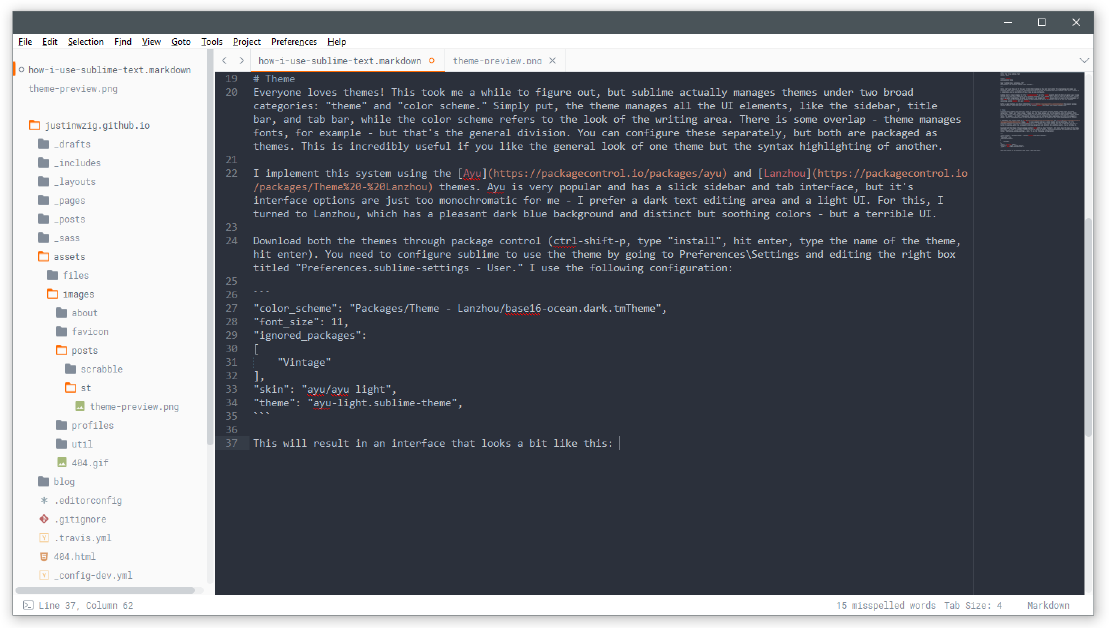 File Edit Selection Find View Goto Tools Project Preferences Help
how-i-use-sublime-text.markdown
theme-preview.png
justinwzig.github.io
_drafts
_includes
_layouts
_pages
_posts
_sass
assets
files
images
about
favicon
posts
scrabble
st
theme-preview.png
profiles
util
404.gif
blog
.editorconfig
.gitignore
.travis.yml
404.html
_config-dev.yml
how-i-use-sublime-text.markdown theme-preview.png
19 # Theme
20 Everyone loves themes! This took me a while to figure out, but sublime actually manages themes under two broad
categories: "theme" and "color scheme." Simply put, the theme manages all the UI elements, like the sidebar, title
bar, and tab bar, while the color scheme refers to the look of the writing area. There is some overlap - theme manages
fonts, for example - but that's the general division. You can configure these separately, but both are packaged as
themes. This is incredibly useful if you like the general look of one theme but the syntax highlighting of another.
21
22 I implement this system using the [Ayu](https://packagecontrol.io/packages/ayu) and [Lanzhou](https://packagecontrol.io
/packages/Theme%20-%20Lanzhou) themes. Ayu is very popular and has a slick sidebar and tab interface, but it's
interface options are just too monochromatic for me - I prefer a dark text editing area and a light UI. For this, I
turned to Lanzhou, which has a pleasant dark blue background and distinct but soothing colors - but a terrible UI.
23
24 Download both the themes through package control (ctrl-shift-p, type "install", hit enter, type the name of the theme,
hit enter). You need to configure sublime to use the theme by going to Preferences\Settings and editing the right box
titled "Preferences.sublime-settings - User." I use the following configuration:
25
26 ```
27 "color_scheme": "Packages/Theme - Lanzhou/base16-ocean.dark.tmTheme",
28 "font_size": 11,
29 "ignored_packages":
30 [
31 "Vintage"
32 ],
33 "skin": "ayu/ayu light",
34 "theme": "ayu-light.sublime-theme",
35 ```
36
37 This will result in an interface that looks a bit like this:
Line 37, Column 62 15 misspelled words Tab Size: 4 Markdown